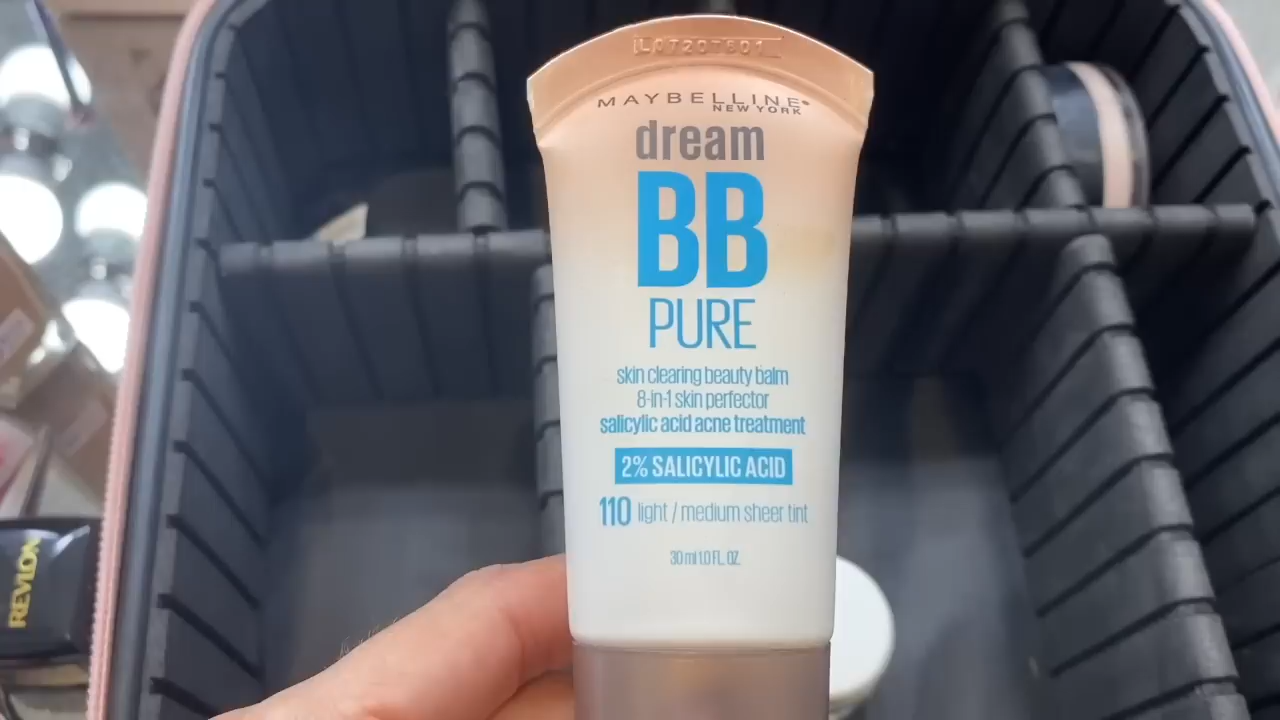 MAYBELLINE
NEW YORK
dream
BB
PURE
skin clearing beauty balm
8-in-1 skin perfector
salicylic acid acne treatment
2% SALICYLIC ACID
110 light / medium sheer tint
30 ml 1.0 FL. OZ.
REVLON